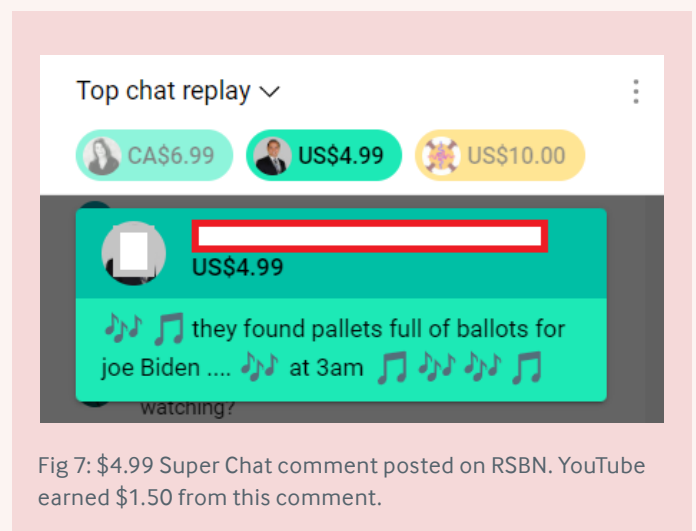 Top chat replay
CA$6.99 US$4.99 US$10.00
US$4.99
🎶 🎵 they found pallets full of ballots for
joe Biden .... 🎶 at 3am 🎵 🎶 🎶 🎵
watching?
Fig 7: $4.99 Super Chat comment posted on RSBN. YouTube
earned $1.50 from this comment.